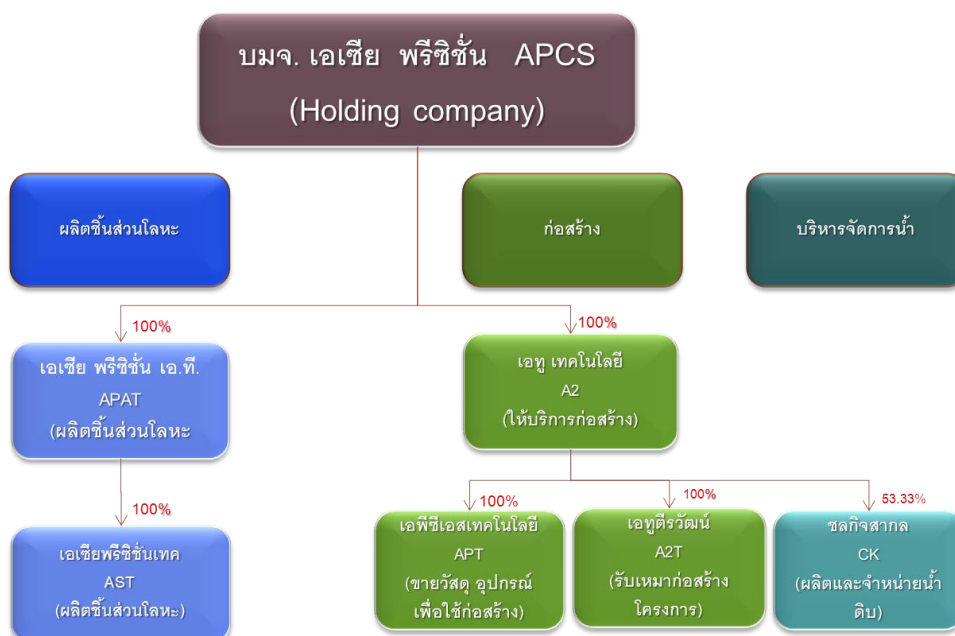 บมจ. เอเซีย พรีซิชั่น APCS
(Holding company)
ผลิตชิ้นส่วนโลหะ
ก่อสร้าง
บริหารจัดการน้ำ
100%
100%
เอเซีย พรีซิชั่น เอ.ที.
APAT
(ผลิตชิ้นส่วนโลหะ
เอทู เทคโนโลยี
A2
(ให้บริการก่อสร้าง)
100%
100%
100%
53.33%
เอเซียพรีซิชั่นเทค
AST
(ผลิตชิ้นส่วนโลหะ)
เอพีซีเอสเทคโนโลยี
APT
(ขายวัสดุ อุปกรณ์
เพื่อใช้ก่อสร้าง)
เอทูตีรวัฒน์
A2T
(รับเหมาก่อสร้าง
โครงการ)
ชลกิจสากล
CK
(ผลิตและจำหน่ายน้ำ
ดิบ)